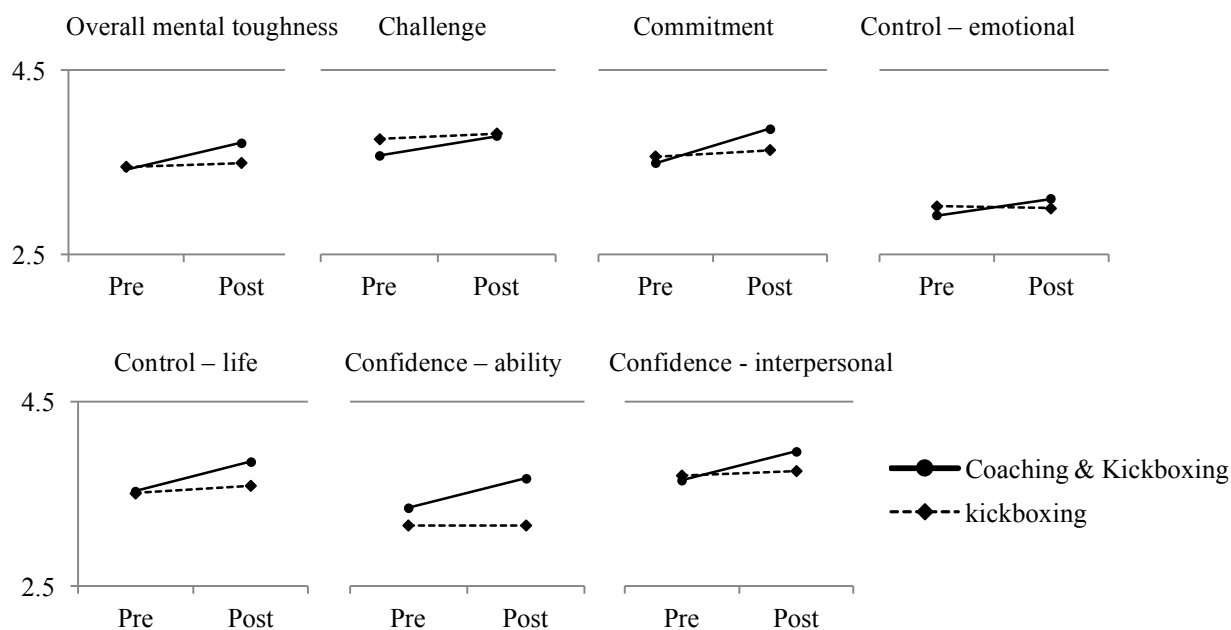 Overall mental toughness Challenge Commitment Control – emotional
4.5
2.5
Pre Post Pre Post Pre Post Pre Post
Control – life Confidence – ability Confidence - interpersonal
4.5
Coaching & Kickboxing
kickboxing
2.5
Pre Post Pre Post Pre Post